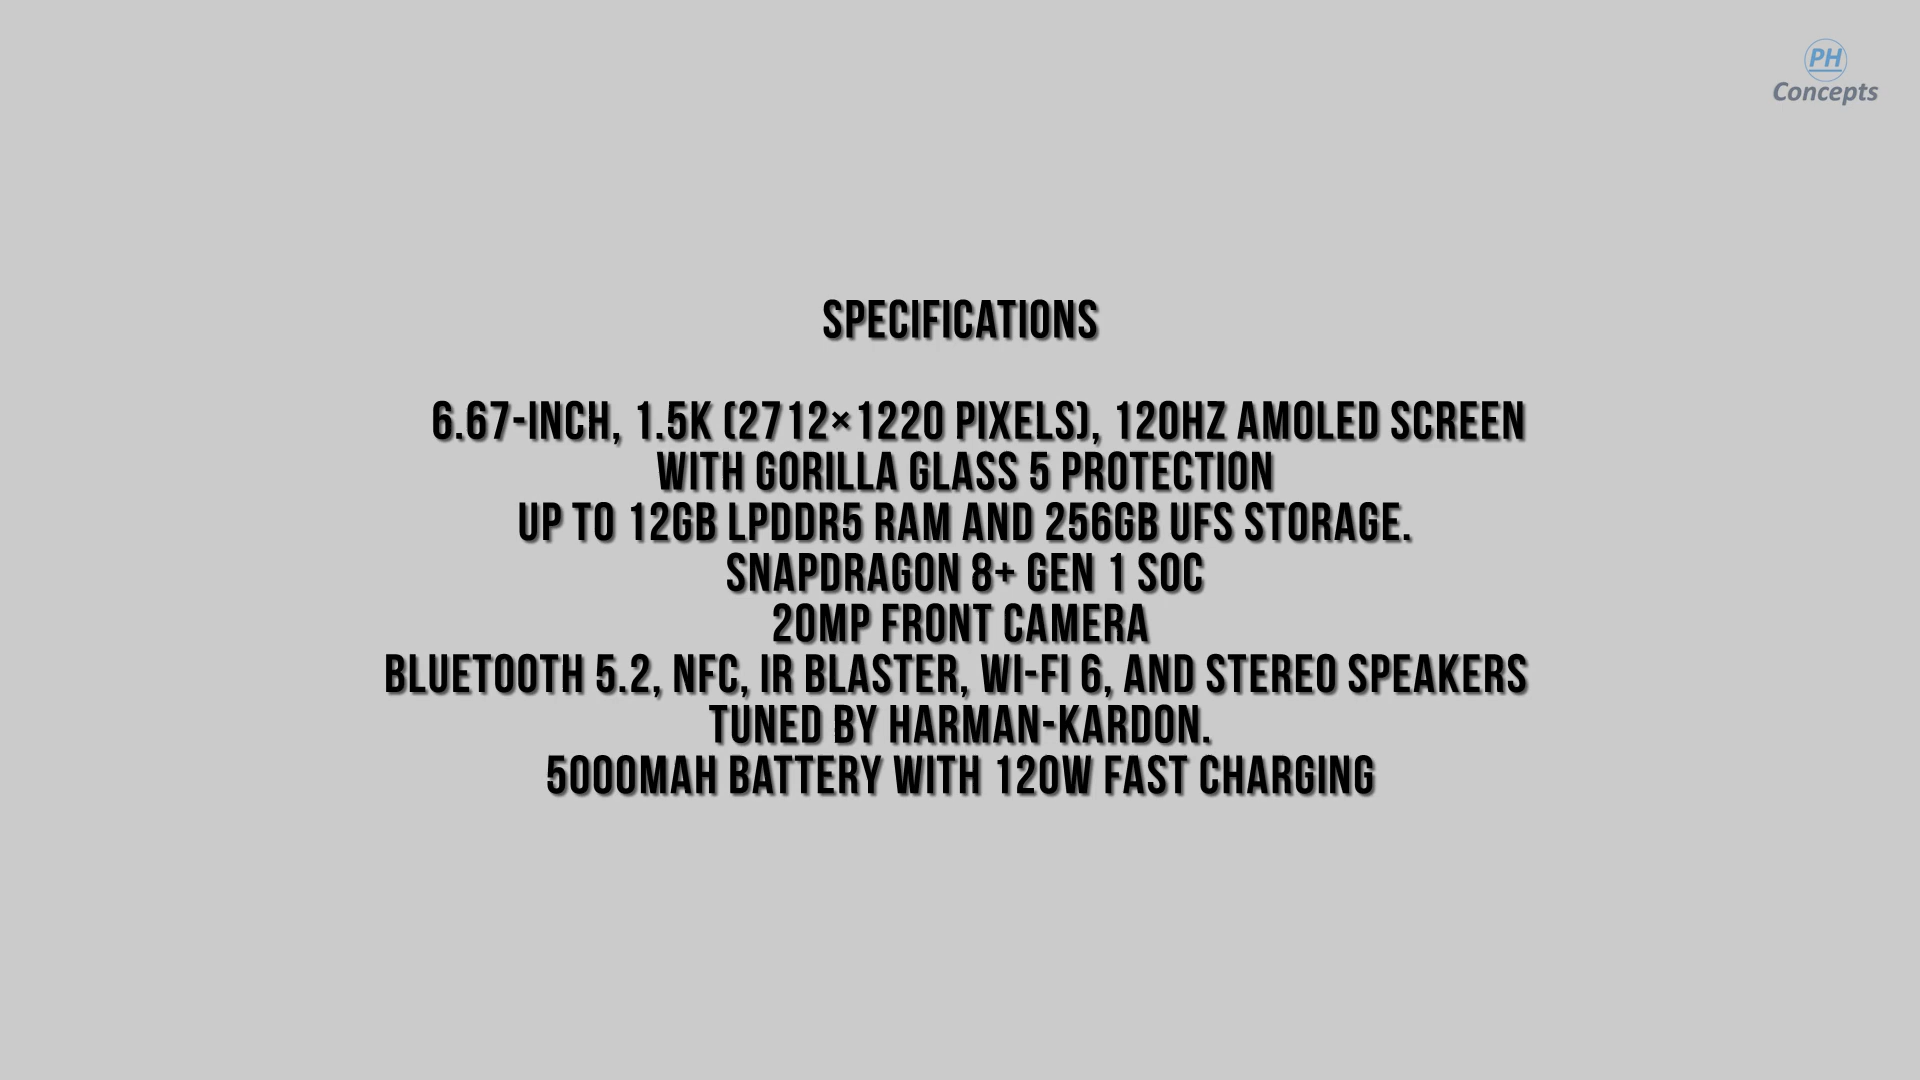 PH
Concepts
SPECIFICATIONS
6.67-INCH, 1.5K (2712×1220 PIXELS), 120HZ AMOLED SCREEN
WITH GORILLA GLASS 5 PROTECTION
UP TO 12GB LPDDR5 RAM AND 256GB UFS STORAGE.
SNAPDRAGON 8+ GEN 1 SOC
20MP FRONT CAMERA
BLUETOOTH 5.2, NFC, IR BLASTER, WI-FI 6, AND STEREO SPEAKERS
TUNED BY HARMAN-KARDON.
5000MAH BATTERY WITH 120W FAST CHARGING